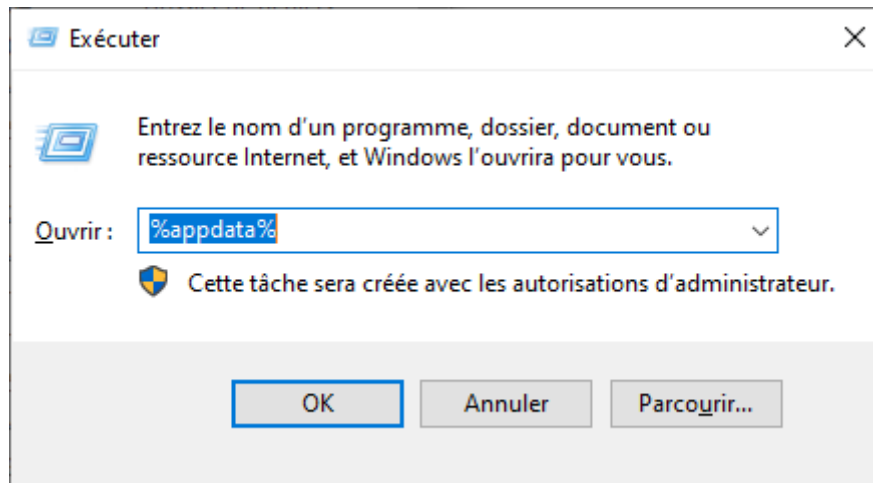 Exécuter
Entrez le nom d'un programme, dossier, document ou
ressource Internet, et Windows l'ouvrira pour vous.
Ouvrir : %appdata%
Cette tâche sera créée avec les autorisations d'administrateur.
OK Annuler Parcourir...